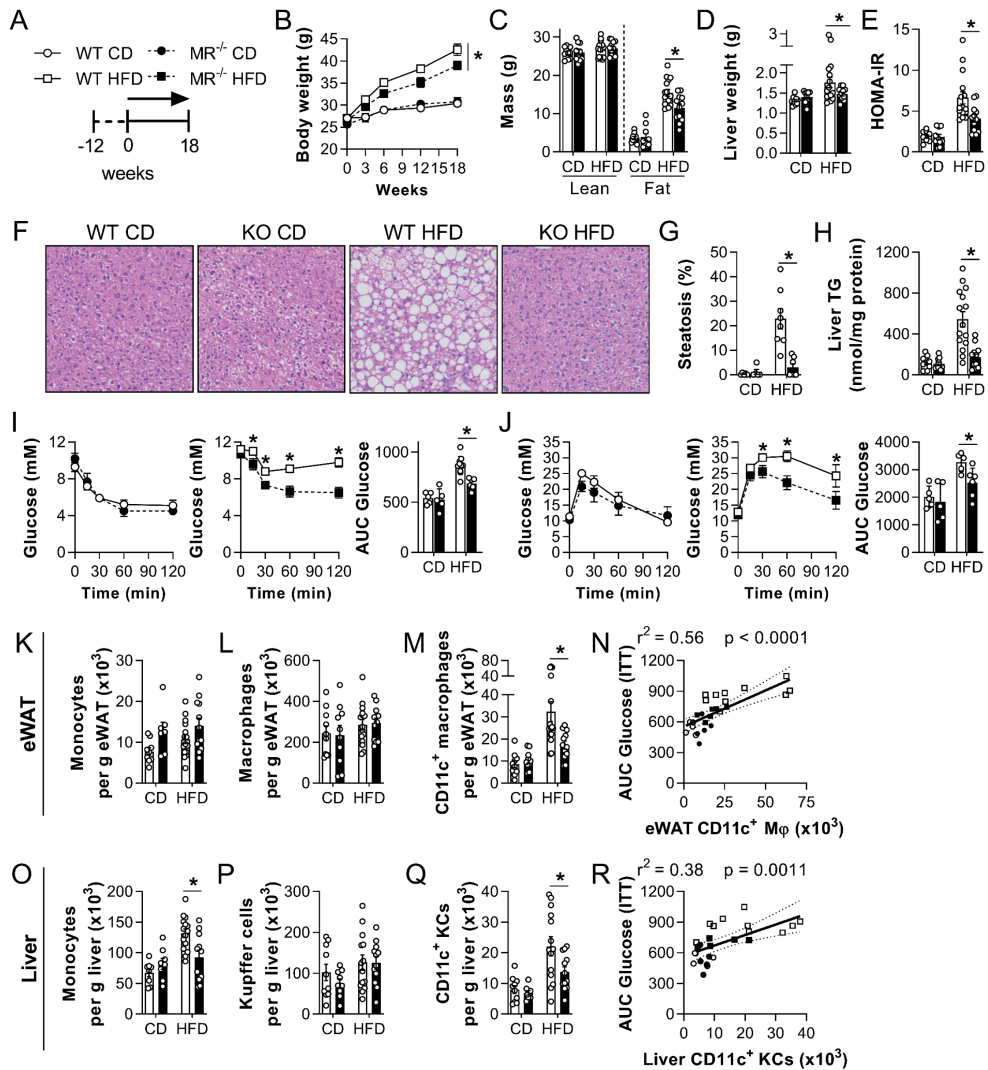 A
WT CD
MR-/- CD
WT HFD
MR-/- HFD
-12 0 18
weeks
B
Body weight (g)
45
40
35
30
25
20
0 3 6 9 12 15 18
Weeks
C
Mass (g)
30
20
10
0
CD HFD CD HFD
Lean Fat
*
D
Liver weight (g)
3
2.0
1.5
1.0
0.5
0.0
CD HFD
*
E
HOMA-IR
15
10
5
0
CD HFD
*
F
WT CD KO CD WT HFD KO HFD
G
Steatosis (%)
50
40
30
20
10
0
CD HFD
*
H
Liver TG
(nmol/mg protein)
1200
800
400
0
CD HFD
*
I
Glucose (mM)
12
8
4
0
0 30 60 90 120
Time (min)
Glucose (mM)
12
8
4
0
* * * *
0 30 60 90 120
Time (min)
AUC Glucose
1000
500
0
CD HFD
*
J
Glucose (mM)
35
30
25
20
15
10
5
0
0 30 60 90 120
Time (min)
Glucose (mM)
35
30
25
20
15
10
5
0
* * *
0 30 60 90 120
Time (min)
AUC Glucose
4000
3000
2000
1000
0
CD HFD
*
eWAT
K
Monocytes
per g eWAT (x10³)
30
20
10
0
CD HFD
L
Macrophages
per g eWAT (x10³)
600
400
200
0
CD HFD
M
CD11c+ macrophages
per g eWAT (x10³)
80
40
40
30
20
10
0
CD HFD
*
N
r² = 0.56 p < 0.0001
AUC Glucose (ITT)
1200
900
600
300
0
0 25 50 75
eWAT CD11c+ Mφ (x10³)
Liver
O
Monocytes
per g liver (x10³)
200
150
100
50
0
CD HFD
*
P
Kupffer cells
per g liver (x10³)
300
200
100
0
CD HFD
Q
CD11c+ KCs
per g liver (x10³)
40
30
20
10
0
CD HFD
*
R
r² = 0.38 p = 0.0011
AUC Glucose (ITT)
1200
900
600
300
0
0 10 20 30 40
Liver CD11c+ KCs (x10³)